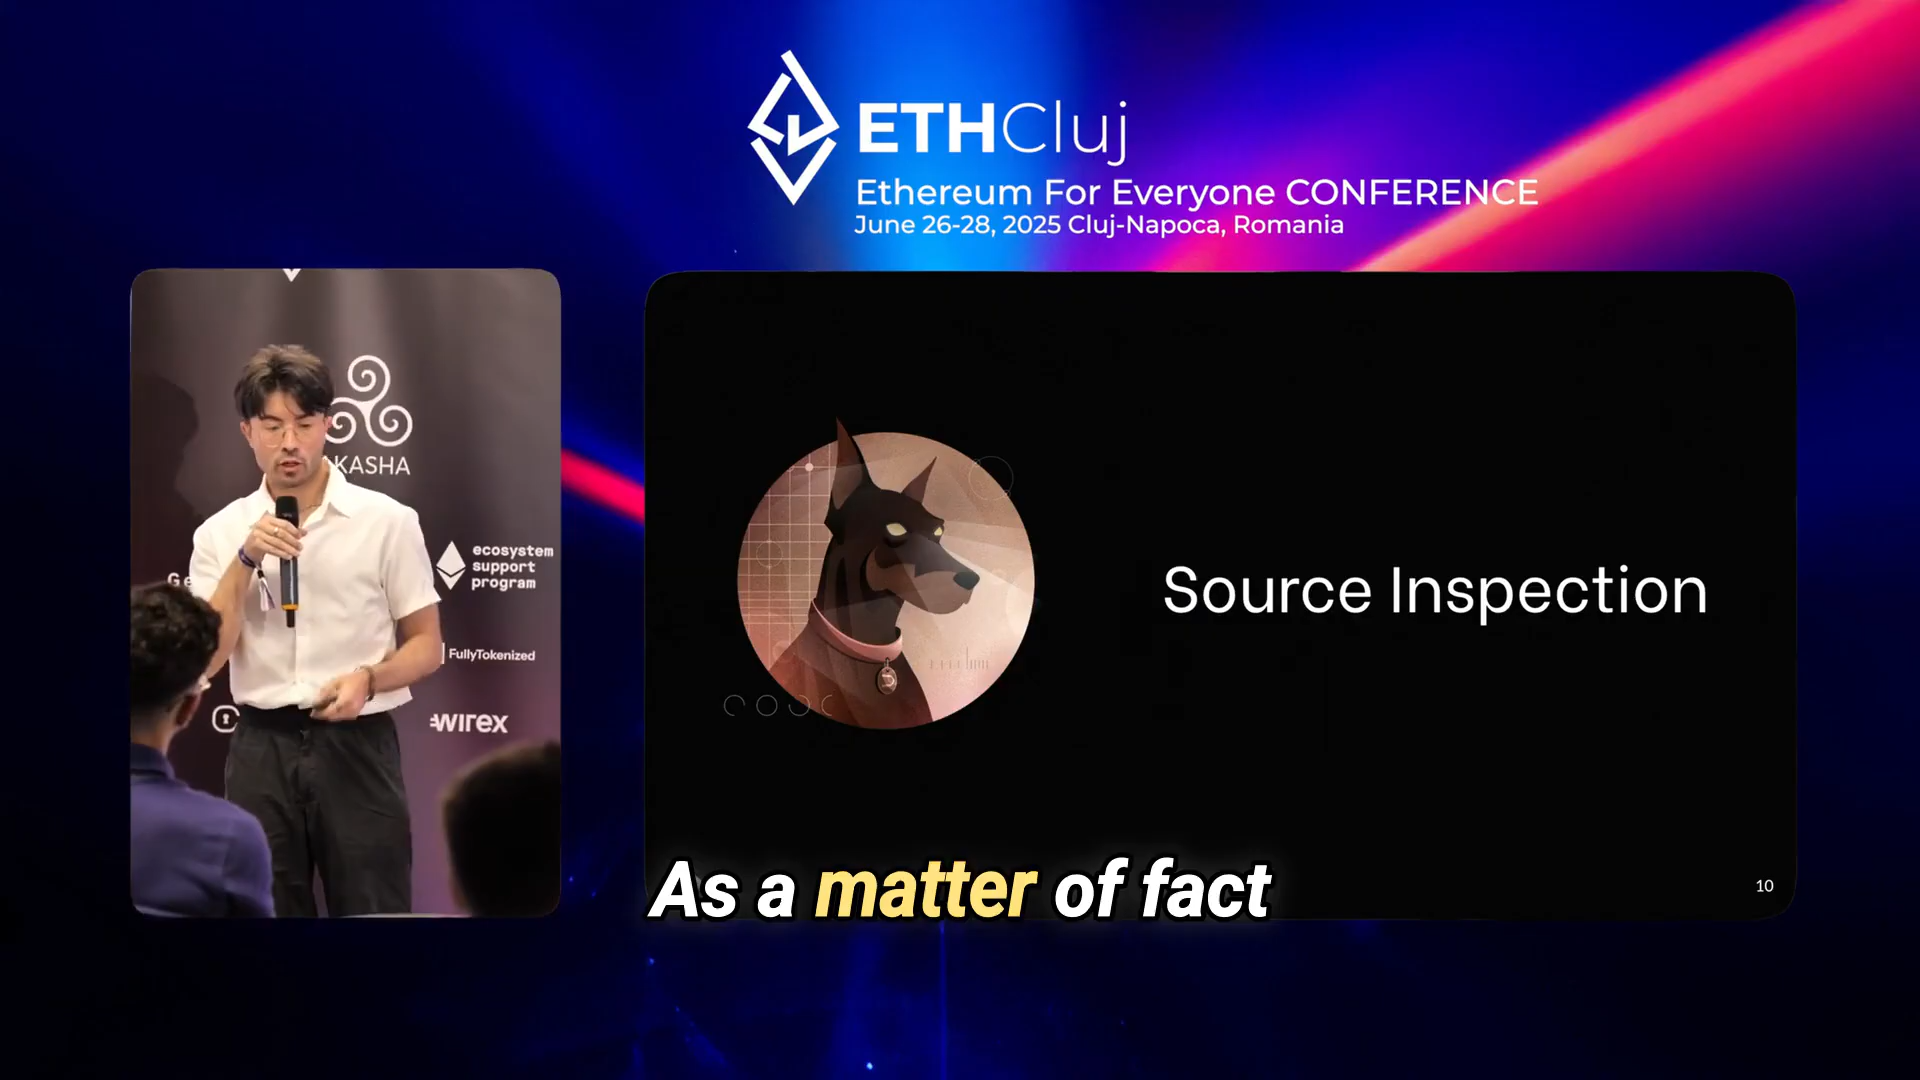 ETHCluj
Ethereum For Everyone CONFERENCE
June 26-28, 2025 Cluj-Napoca, Romania
KASHA
ecosystem
support
program
Ge
FullyTokenized
wirex
Source Inspection
As a matter of fact
10